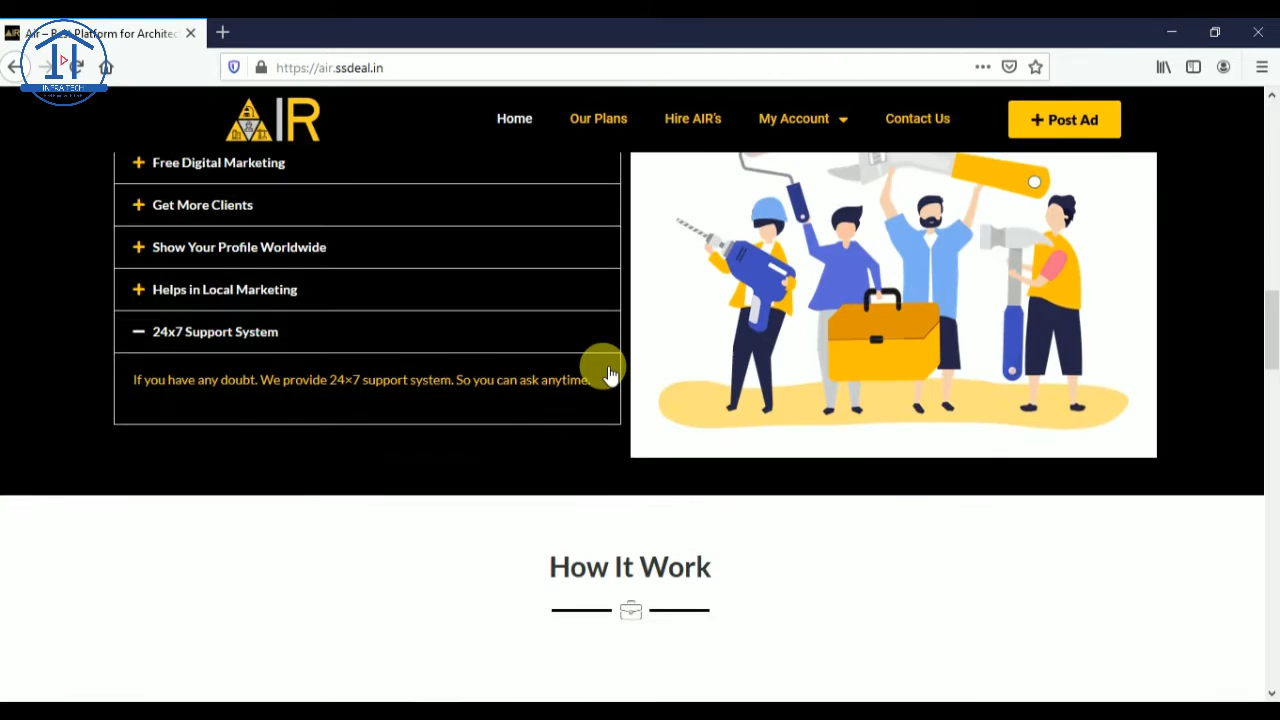 AIR – Best Platform for Architec
https://air.ssdeal.in
INFRA TECH
AIR
Home
Our Plans
Hire AIR's
My Account
Contact Us
+ Post Ad
Free Digital Marketing
Get More Clients
Show Your Profile Worldwide
Helps in Local Marketing
24x7 Support System
If you have any doubt. We provide 24×7 support system. So you can ask anytime.
How It Work